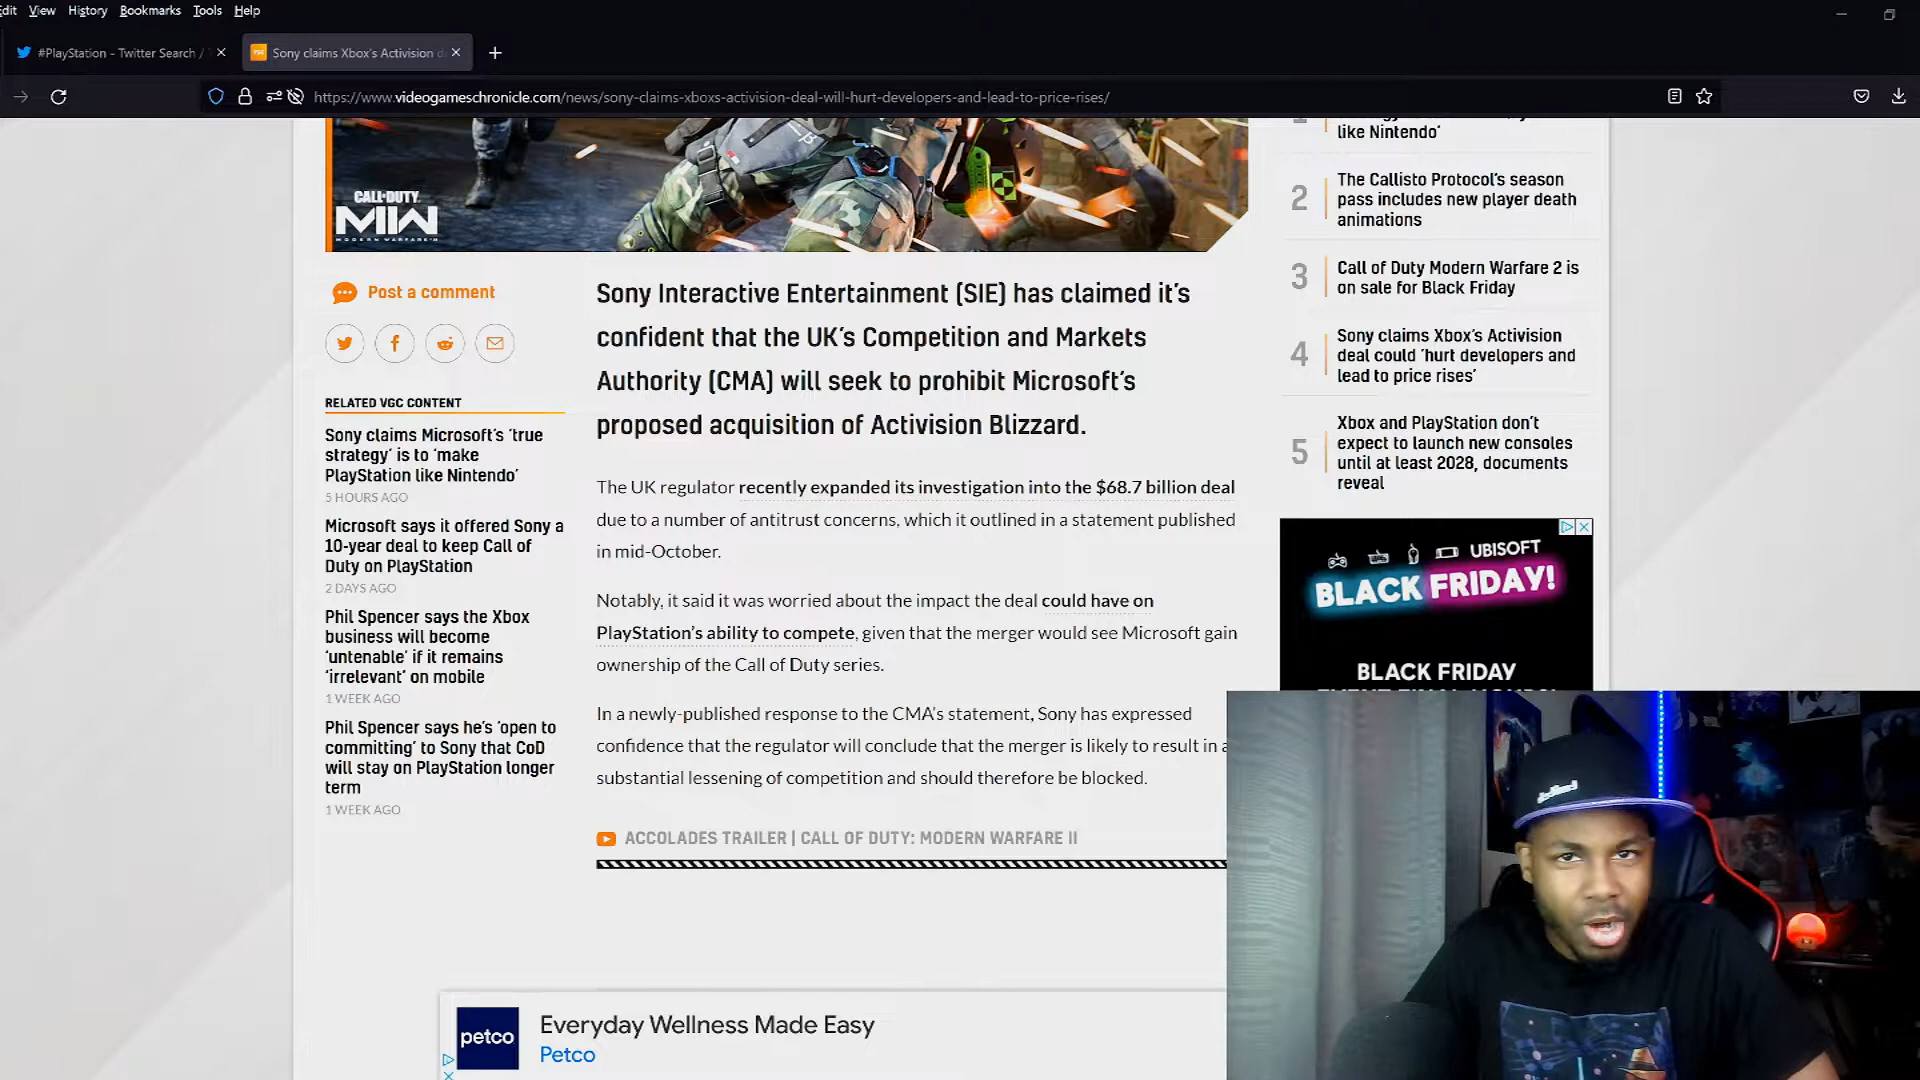 Edit View History Bookmarks Tools Help
#PlayStation - Twitter Search /
Sony claims Xbox's Activision d
https://www.videogameschronicle.com/news/sony-claims-xboxs-activision-deal-will-hurt-developers-and-lead-to-price-rises/
CALL·DUTY
MW
MODERN WARFARE II
Post a comment
RELATED VGC CONTENT
Sony claims Microsoft's 'true
strategy' is to 'make
PlayStation like Nintendo'
5 HOURS AGO
Microsoft says it offered Sony a
10-year deal to keep Call of
Duty on PlayStation
2 DAYS AGO
Phil Spencer says the Xbox
business will become
'untenable' if it remains
'irrelevant' on mobile
1 WEEK AGO
Phil Spencer says he's 'open to
committing' to Sony that CoD
will stay on PlayStation longer
term
1 WEEK AGO
Sony Interactive Entertainment (SIE) has claimed it's
confident that the UK's Competition and Markets
Authority (CMA) will seek to prohibit Microsoft's
proposed acquisition of Activision Blizzard.
The UK regulator recently expanded its investigation into the $68.7 billion deal
due to a number of antitrust concerns, which it outlined in a statement published
in mid-October.
Notably, it said it was worried about the impact the deal could have on
PlayStation's ability to compete, given that the merger would see Microsoft gain
ownership of the Call of Duty series.
In a newly-published response to the CMA's statement, Sony has expressed
confidence that the regulator will conclude that the merger is likely to result in a
substantial lessening of competition and should therefore be blocked.
ACCOLADES TRAILER | CALL OF DUTY: MODERN WARFARE II
like Nintendo'
2
The Callisto Protocol's season
pass includes new player death
animations
3
Call of Duty Modern Warfare 2 is
on sale for Black Friday
4
Sony claims Xbox's Activision
deal could 'hurt developers and
lead to price rises'
5
Xbox and PlayStation don't
expect to launch new consoles
until at least 2028, documents
reveal
UBISOFT
BLACK FRIDAY!
BLACK FRIDAY
petco
Everyday Wellness Made Easy
Petco